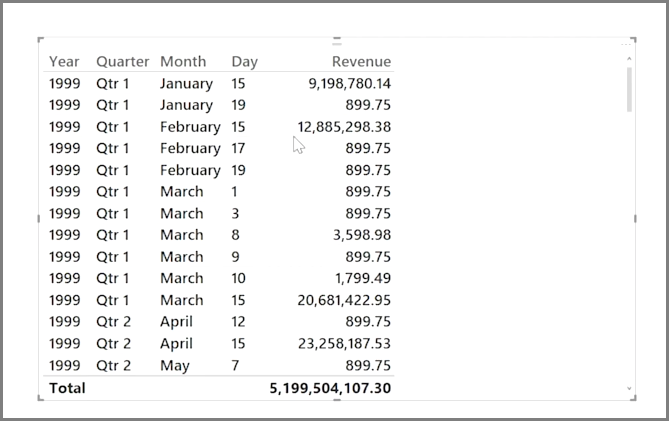 Year Quarter Month Day Revenue
1999 Qtr 1 January 15 9,198,780.14
1999 Qtr 1 January 19 899.75
1999 Qtr 1 February 15 12,885,298.38
1999 Qtr 1 February 17 899.75
1999 Qtr 1 February 19 899.75
1999 Qtr 1 March 1 899.75
1999 Qtr 1 March 3 899.75
1999 Qtr 1 March 8 3,598.98
1999 Qtr 1 March 9 899.75
1999 Qtr 1 March 10 1,799.49
1999 Qtr 1 March 15 20,681,422.95
1999 Qtr 2 April 12 899.75
1999 Qtr 2 April 15 23,258,187.53
1999 Qtr 2 May 7 899.75
Total 5,199,504,107.30